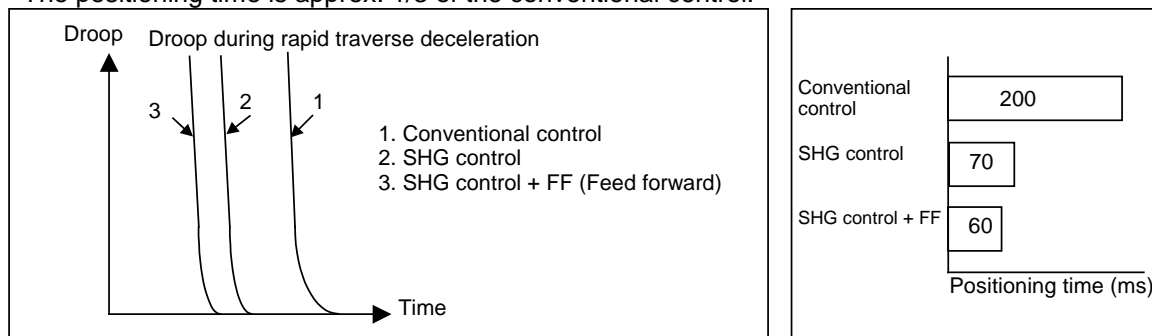 The positioning time is approx. 1/3 of the conventional control.
Droop
Droop during rapid traverse deceleration
3
2
1
1. Conventional control
2. SHG control
3. SHG control + FF (Feed forward)
Time
Conventional
control
200
SHG control
70
SHG control + FF
60
Positioning time (ms)